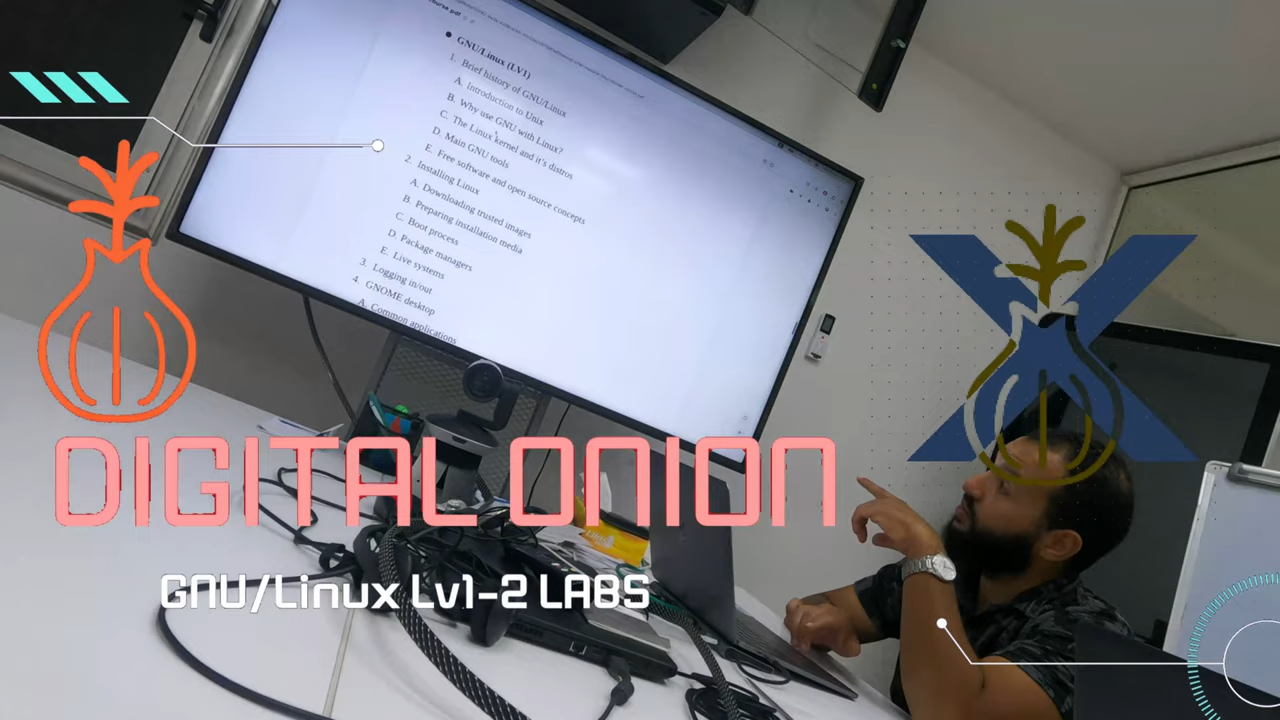 GNU/Linux (LV1)
1. Brief history of GNU/Linux
A. Introduction to Unix
B. Why use GNU with Linux?
C. The Linux kernel and it's distros
D. Main GNU tools
E. Free software and open source concepts
2. Installing Linux
A. Downloading trusted images
B. Preparing installation media
C. Boot process
D. Package managers
E. Live systems
3. Logging in/out
4. GNOME desktop
A. Common applications
X
DIGITAL ONION
GNU/Linux Lv1-2 LABS